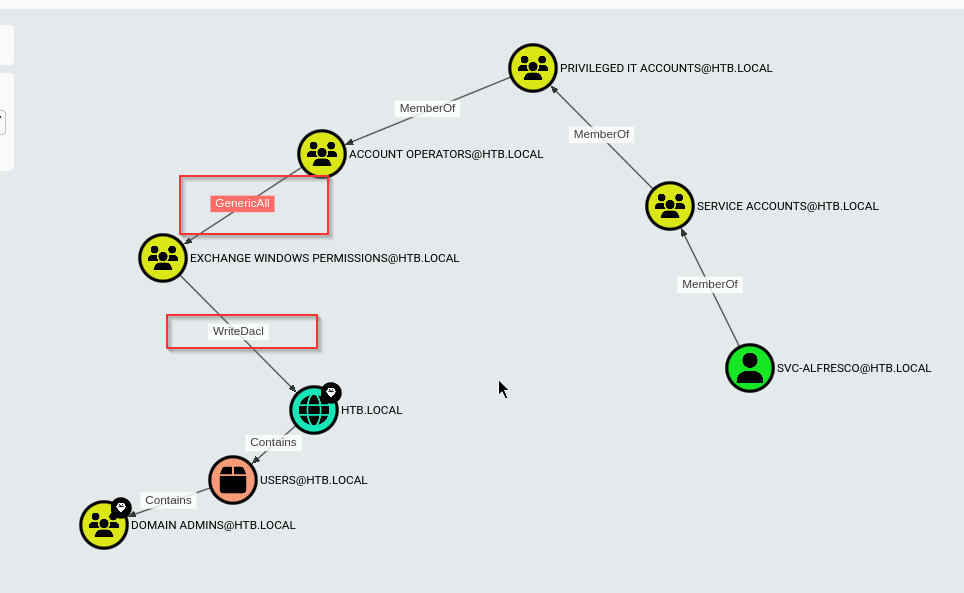 PRIVILEGED IT ACCOUNTS@HTB.LOCAL
MemberOf
MemberOf
ACCOUNT OPERATORS@HTB.LOCAL
GenericAll
SERVICE ACCOUNTS@HTB.LOCAL
EXCHANGE WINDOWS PERMISSIONS@HTB.LOCAL
MemberOf
WriteDacl
SVC-ALFRESCO@HTB.LOCAL
HTB.LOCAL
Contains
USERS@HTB.LOCAL
Contains
DOMAIN ADMINS@HTB.LOCAL